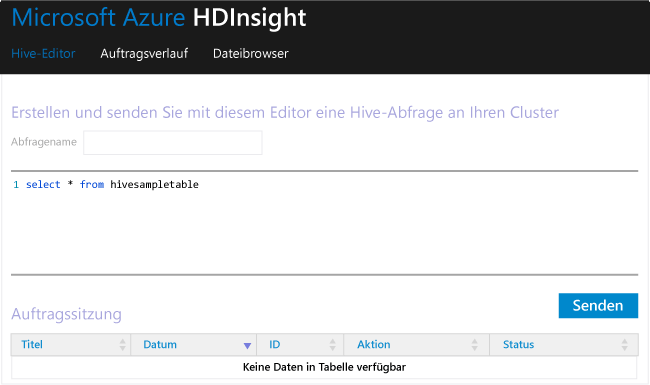 Microsoft Azure HDInsight
Hive-Editor Auftragsverlauf Dateibrowser
Erstellen und senden Sie mit diesem Editor eine Hive-Abfrage an Ihren Cluster
Abfragename
1 select * from hivesampletable
Senden
Auftragssitzung
Titel Datum ID Aktion Status
Keine Daten in Tabelle verfügbar